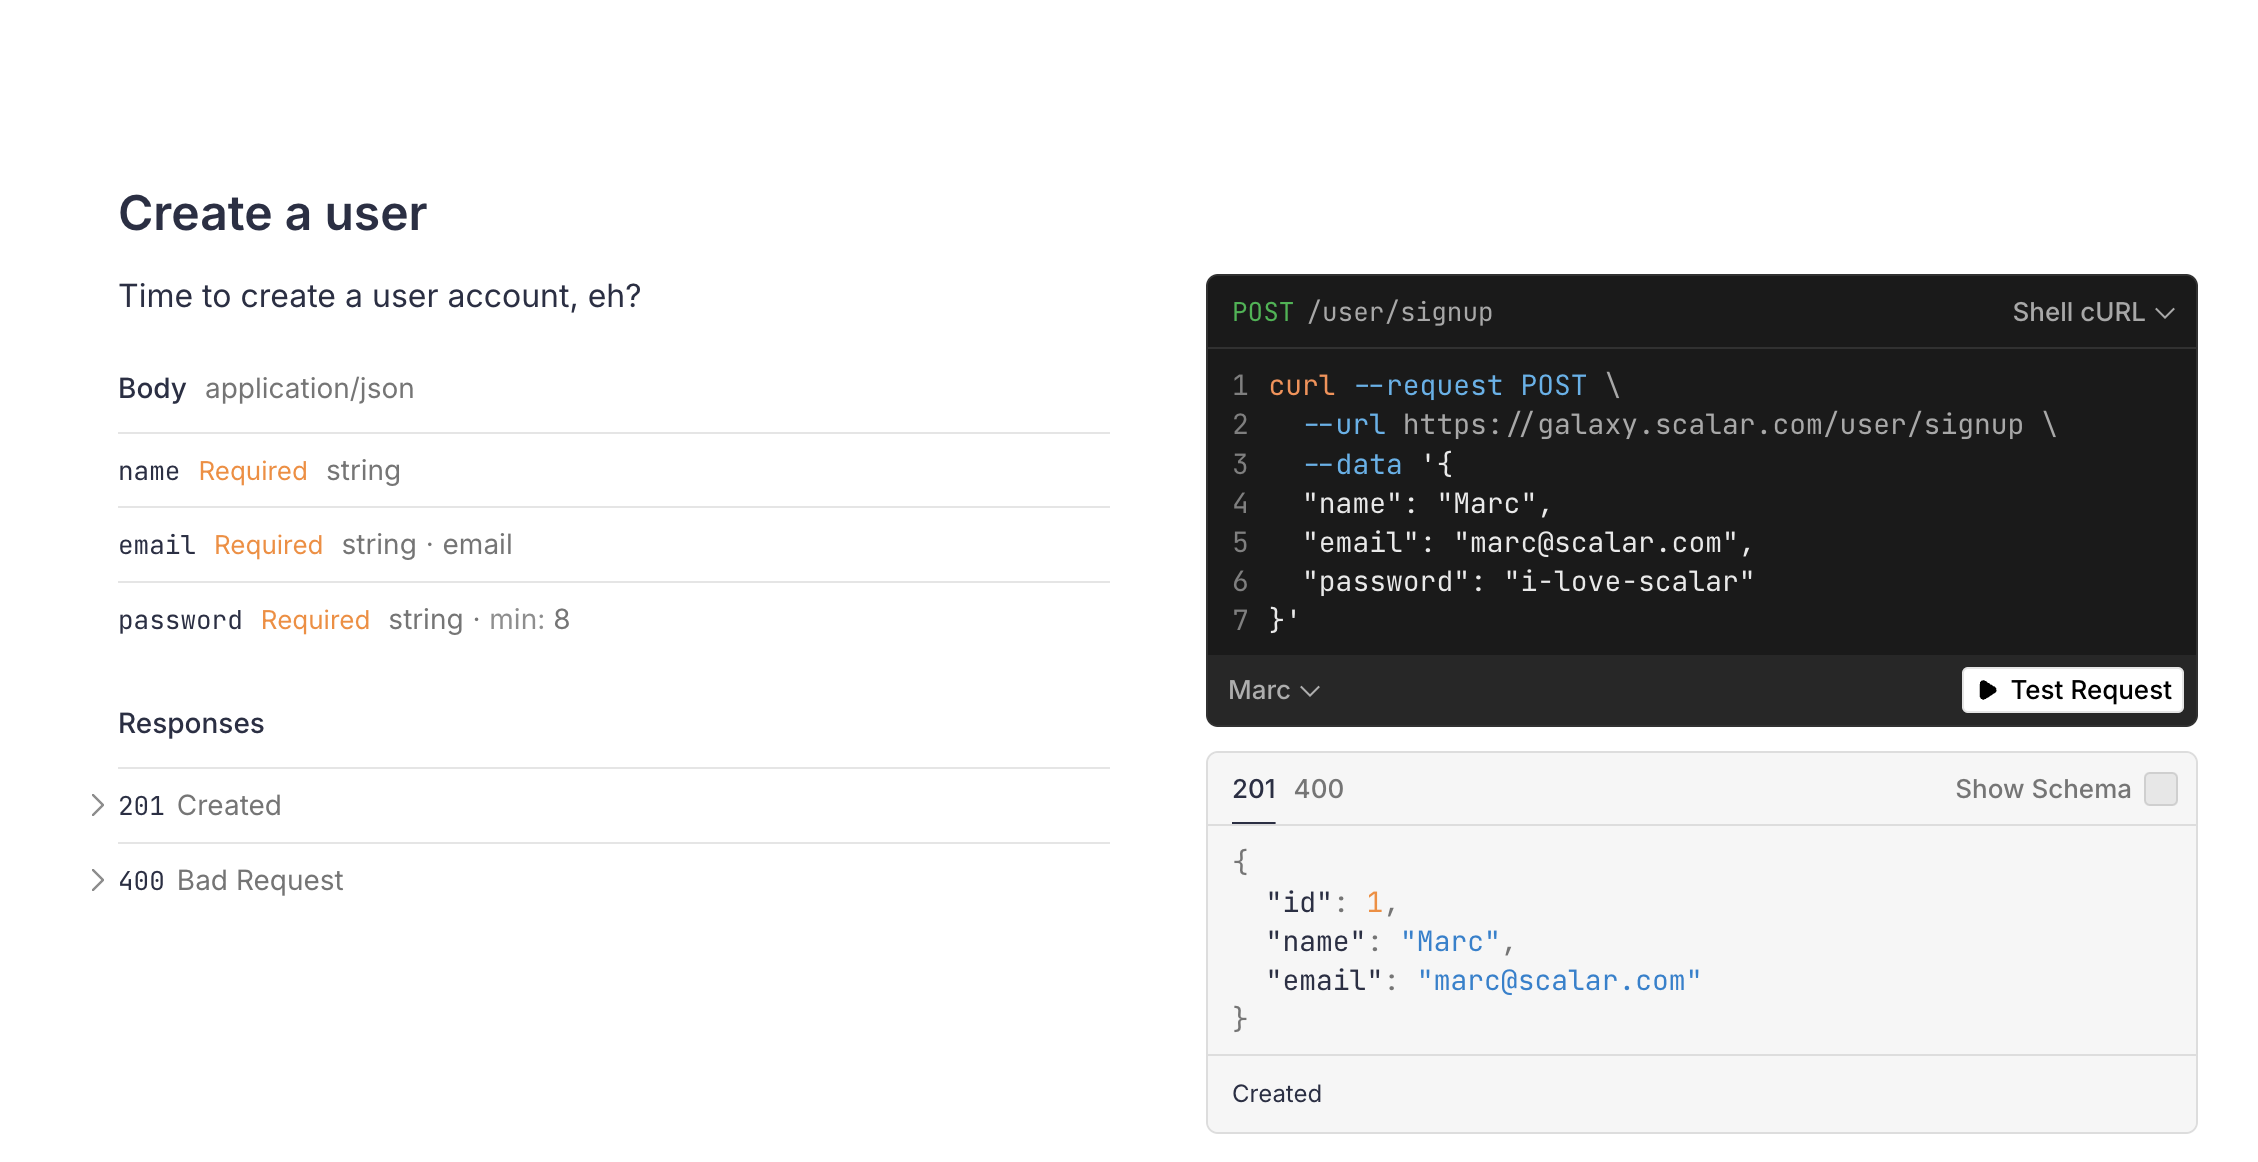 Create a user
Time to create a user account, eh?
Body application/json
name Required string
email Required string · email
password Required string · min: 8
Responses
201 Created
400 Bad Request
POST /user/signup Shell cURL
1 curl --request POST \
2   --url https://galaxy.scalar.com/user/signup \
3   --data '{
4   "name": "Marc",
5   "email": "marc@scalar.com",
6   "password": "i-love-scalar"
7 }'
Marc Test Request
201 400 Show Schema
{
  "id": 1,
  "name": "Marc",
  "email": "marc@scalar.com"
}
Created